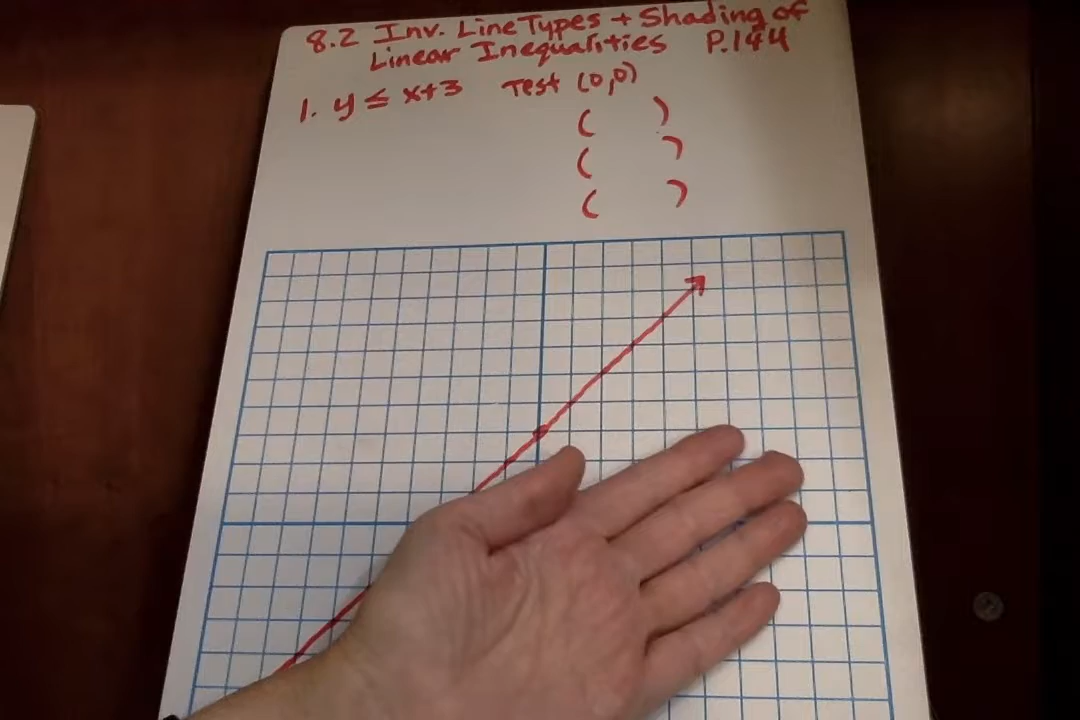 8.2 Inv. Line Types + Shading of
Linear Inequalities P.144
1. y ≤ x+3 Test (0,0)
( )
( )
( )